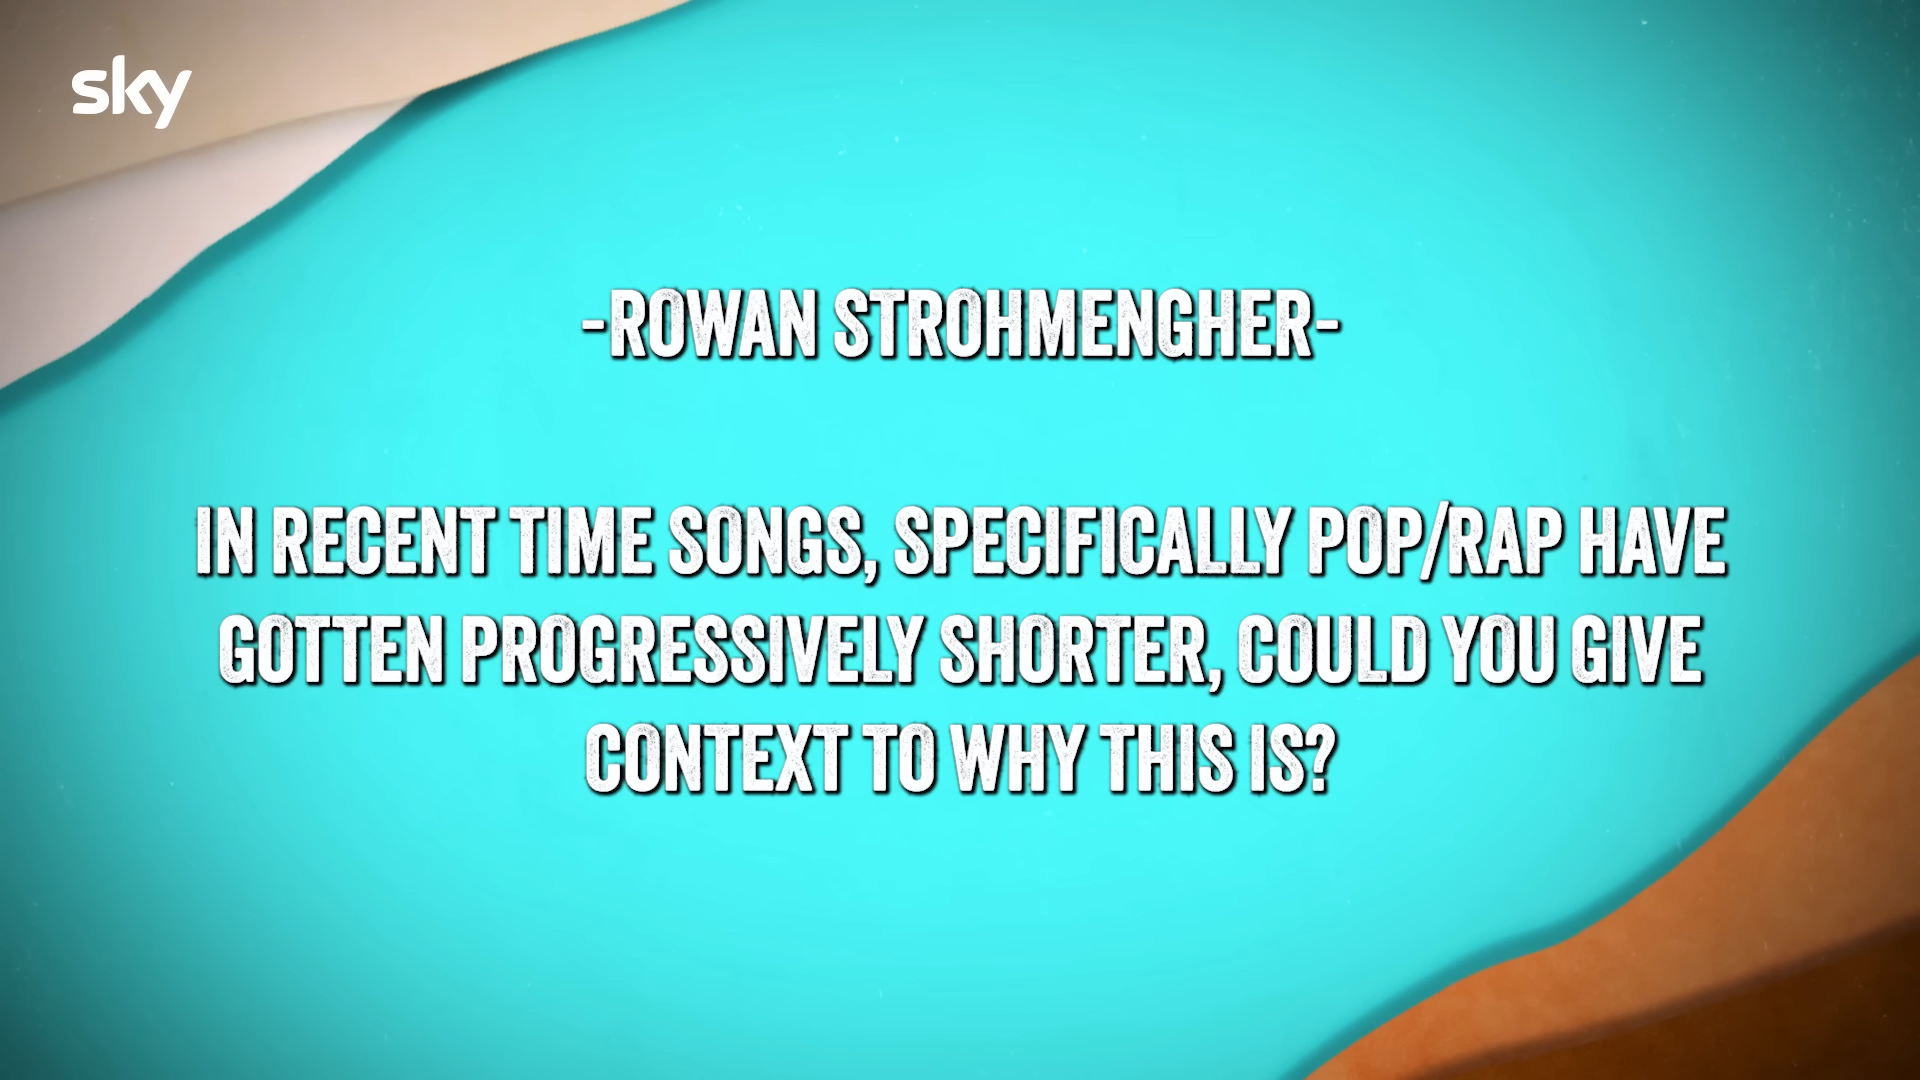 sky
-ROWAN STROHMENGHER-
IN RECENT TIME SONGS, SPECIFICALLY POP/RAP HAVE
GOTTEN PROGRESSIVELY SHORTER, COULD YOU GIVE
CONTEXT TO WHY THIS IS?